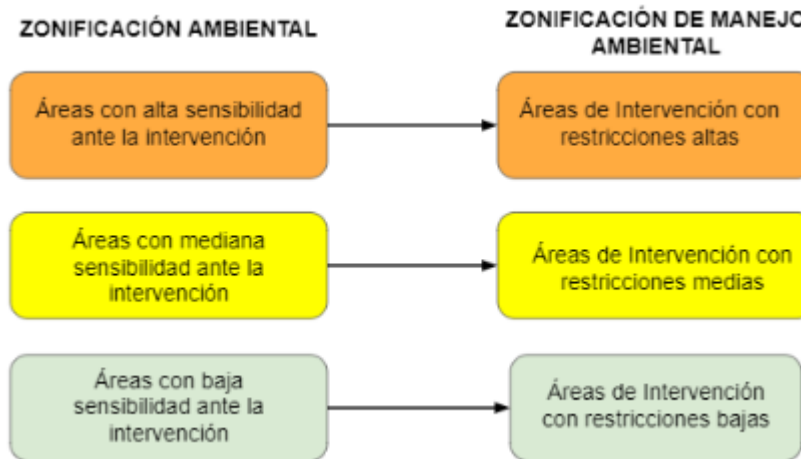 ZONIFICACIÓN AMBIENTAL
ZONIFICACIÓN DE MANEJO
AMBIENTAL
Áreas con alta sensibilidad
ante la intervención
Áreas de Intervención con
restricciones altas
Áreas con mediana
sensibilidad ante la
intervención
Áreas de Intervención con
restricciones medias
Áreas con baja
sensibilidad ante la
intervención
Áreas de Intervención
con restricciones bajas